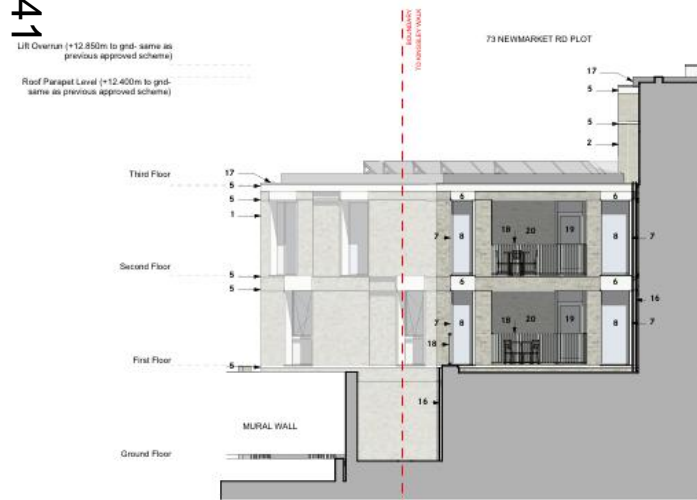 41
Lift Overrun (+12.850m to gnd- same as
previous approved scheme)
Roof Parapet Level (+12.400m to gnd-
same as previous approved scheme)
BOUNDARY
TO KINGSLEY WALK
73 NEWMARKET RD PLOT
17
5
5
2
Third Floor
17
5
5
1
6
6
7
8
18
20
19
8
7
Second Floor
5
5
6
6
16
7
8
18
20
19
8
7
18
First Floor
5
16
MURAL WALL
Ground Floor